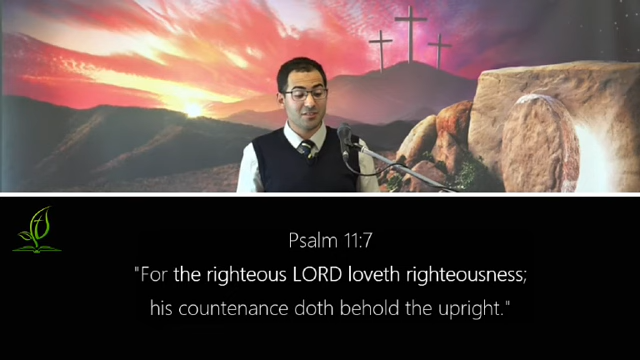 Psalm 11:7
"For the righteous LORD loveth righteousness;
his countenance doth behold the upright."